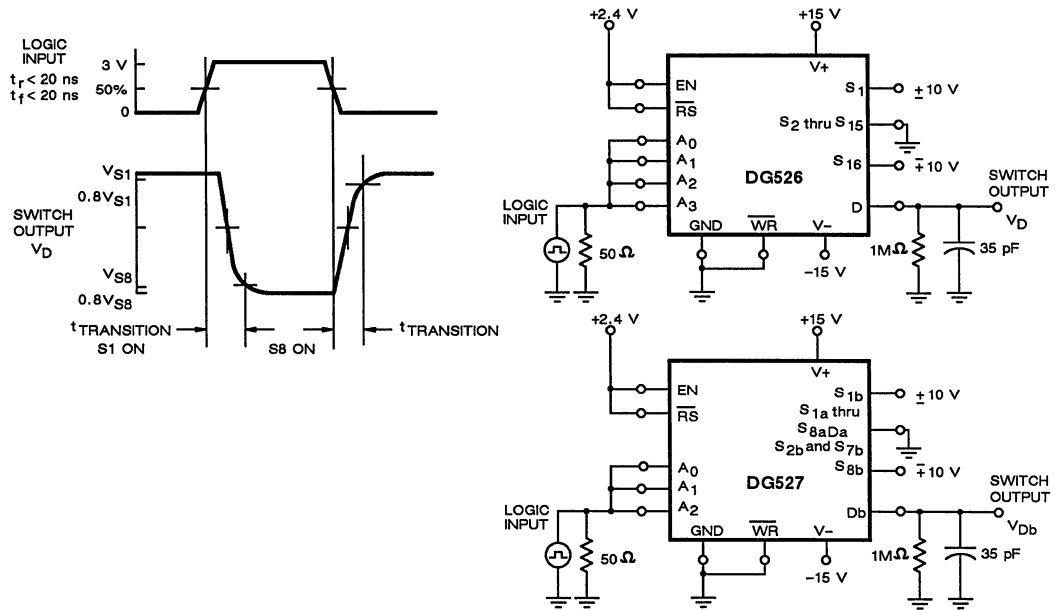 LOGIC
INPUT
tr < 20 ns
tf < 20 ns
3 V
50%
0
VS1
0.8VS1
SWITCH
OUTPUT
VD
VS8
0.8VS8
tTRANSITION
S1 ON
S8 ON
tTRANSITION
+2.4 V
+15 V
V+
EN
RS
A0
A1
A2
A3
S1
± 10 V
S2 thru S15
S16
∓10 V
DG526
D
SWITCH
OUTPUT
VD
LOGIC
INPUT
50 Ω
GND
WR
V−
−15 V
1MΩ
35 pF
+2.4 V
+15 V
V+
EN
RS
A0
A1
A2
S1b
± 10 V
S1a thru
S8aDa
S2b and S7b
S8b
∓10 V
DG527
Db
SWITCH
OUTPUT
VDb
LOGIC
INPUT
50 Ω
GND
WR
V−
−15 V
1MΩ
35 pF